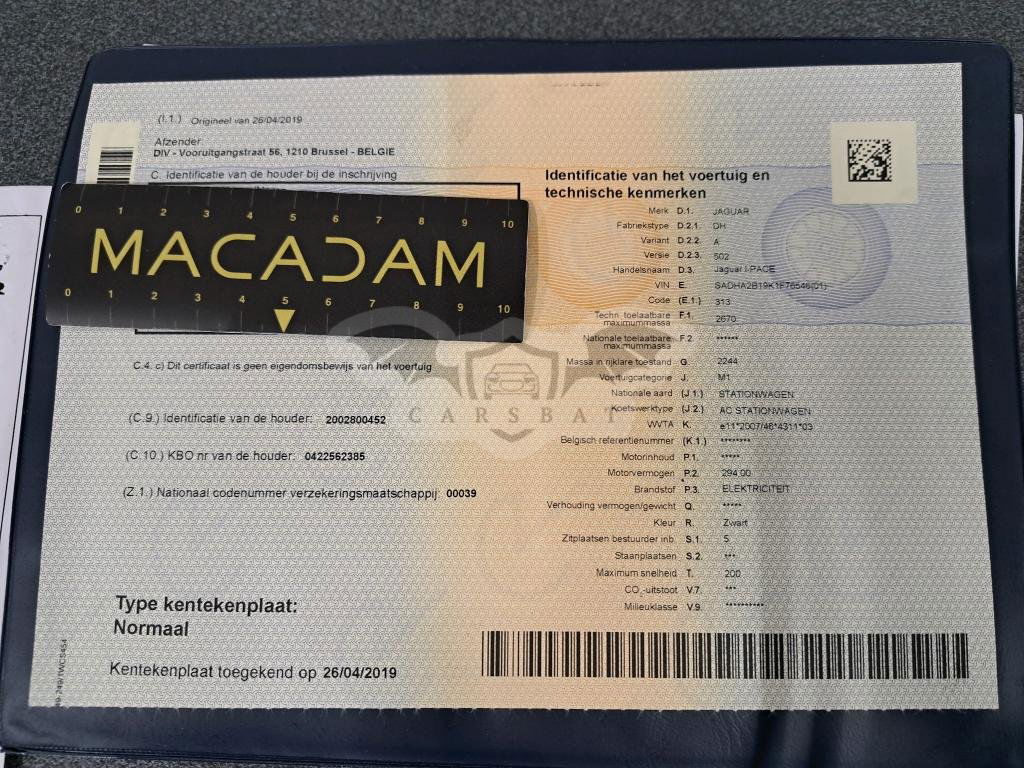 (I.1.) Origineel van 26/04/2019
Afzender
DIV - Vooruitgangstraat 56, 1210 Brussel - BELGIE
C. Identificatie van de houder bij de inschrijving
0 1 2 3 4 5 6 7 8 9 10
MACADAM
0 1 2 3 4 5 6 7 8 9 10
C.4. c) Dit certificaat is geen eigendomsbewijs van het voertuig
(C.9.) Identificatie van de houder: 2002800452
(C.10.) KBO nr van de houder: 0422562385
(Z.1.) Nationaal codenummer verzekeringsmaatschappij: 00039
Type kentekenplaat:
Normaal
Kentekenplaat toegekend op 26/04/2019
Identificatie van het voertuig en
technische kenmerken
Merk D.1. JAGUAR
Fabriekstype D.2.1. DH
Variant D.2.2. A
Versie D.2.3. 502
Handelsnaam D.3. Jaguar I-PACE
VIN E. SADHA2B19K1F76546(01)
Code (E.1.) 313
Techn. toelaatbare maximummassa F.1. 2670
Nationale toelaatbare maximummassa F.2. ******
Massa in rijklare toestand G. 2244
Voertuigcategorie J. M1
Nationale aard (J.1.) STATIONWAGEN
Koetswerktype (J.2.) AC STATIONWAGEN
WVTA K. e11*2007/46*4311*03
Belgisch referentienummer (K.1.) ********
Motorinhoud P.1. *****
Motorvermogen P.2. 294.00
Brandstof P.3. ELEKTRICITEIT
Verhouding vermogen/gewicht Q. *****
Kleur R. Zwart
Zitplaatsen bestuurder inb. S.1. 5
Staanplaatsen S.2. ***
Maximum snelheid T. 200
CO2-uitstoot V.7. ***
Milieuklasse V.9. **********
CARSBAT